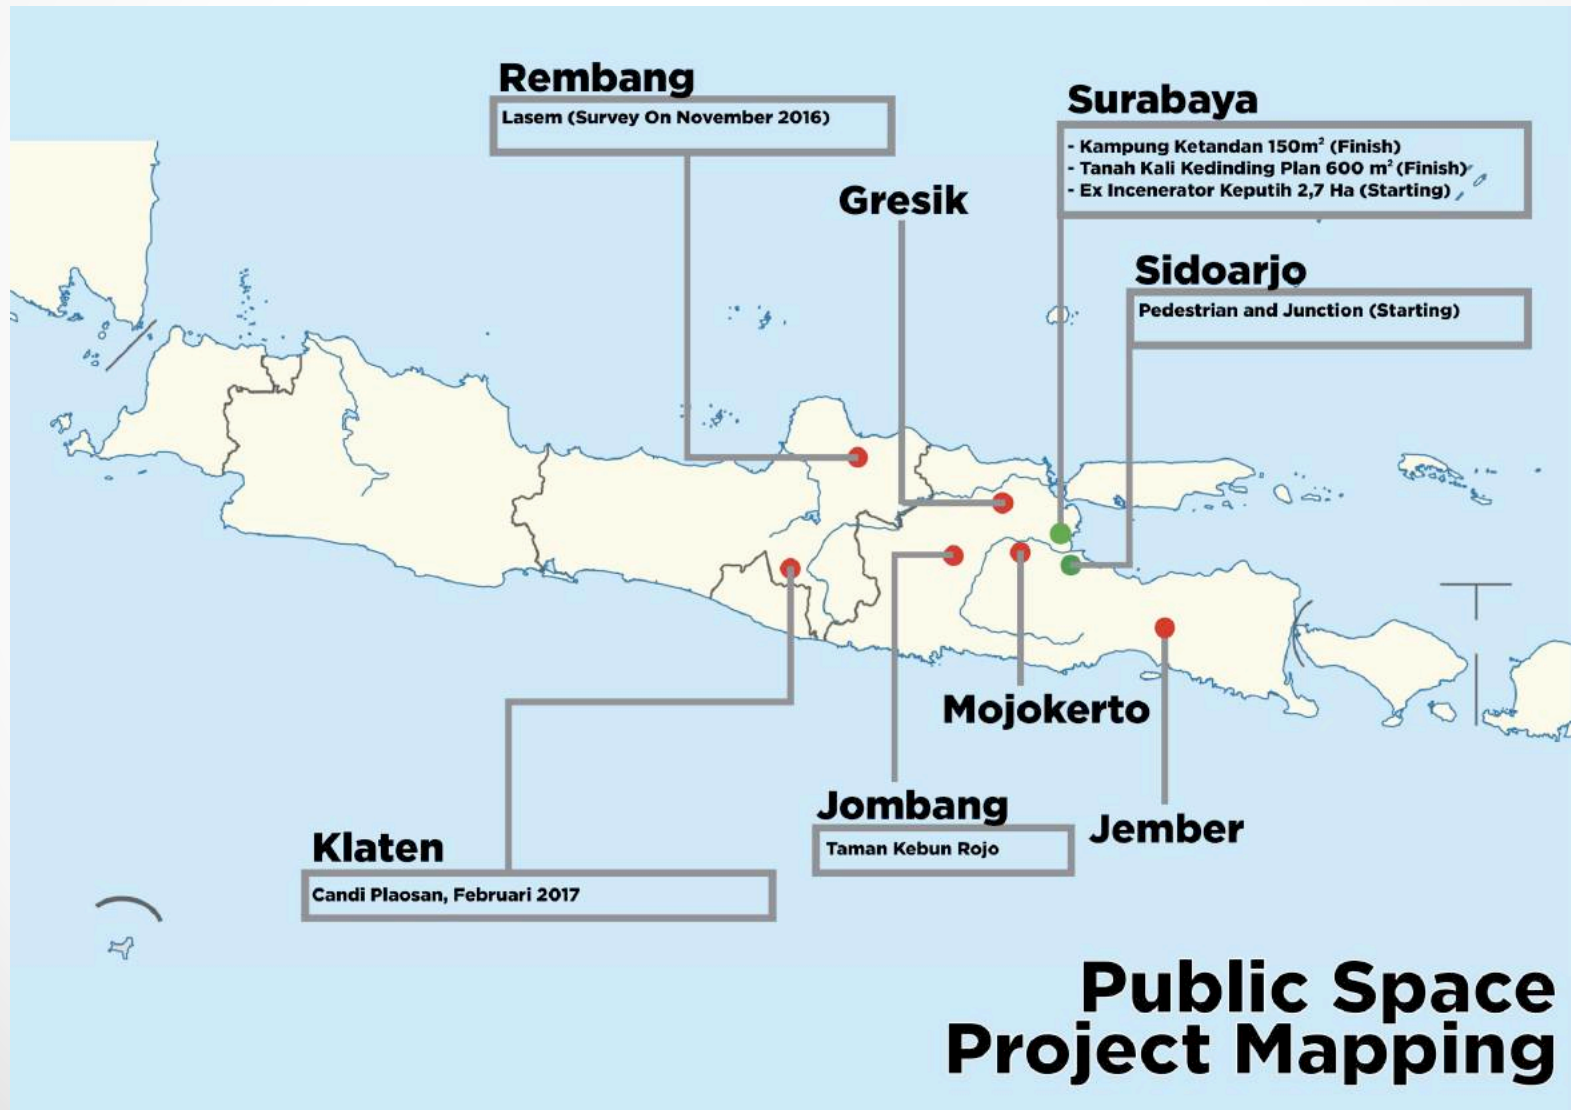 Rembang
Lasem (Survey On November 2016)
Surabaya
- Kampung Ketandan 150m² (Finish)
- Tanah Kali Kedinding Plan 600 m² (Finish)
- Ex Incenerator Keputih 2,7 Ha (Starting)
Gresik
Sidoarjo
Pedestrian and Junction (Starting)
Mojokerto
Jombang
Taman Kebun Rojo
Jember
Klaten
Candi Plaosan, Februari 2017
Public Space
Project Mapping